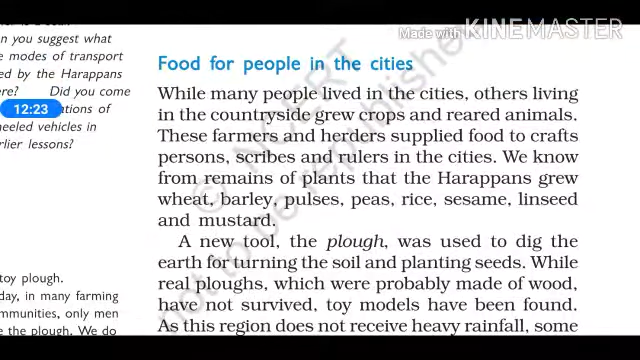 Made with
KINEMASTER
n you suggest what
e modes of transport
ed by the Harappans
ere? Did you come
12:23
ations of
heeled vehicles in
rlier lessons?
toy plough.
day, in many farming
mmunities, only men
e the plough. We do
Food for people in the cities
While many people lived in the cities, others living
in the countryside grew crops and reared animals.
These farmers and herders supplied food to crafts
persons, scribes and rulers in the cities. We know
from remains of plants that the Harappans grew
wheat, barley, pulses, peas, rice, sesame, linseed
and mustard.
A new tool, the plough, was used to dig the
earth for turning the soil and planting seeds. While
real ploughs, which were probably made of wood,
have not survived, toy models have been found.
As this region does not receive heavy rainfall, some
© NCERT
not to be republished